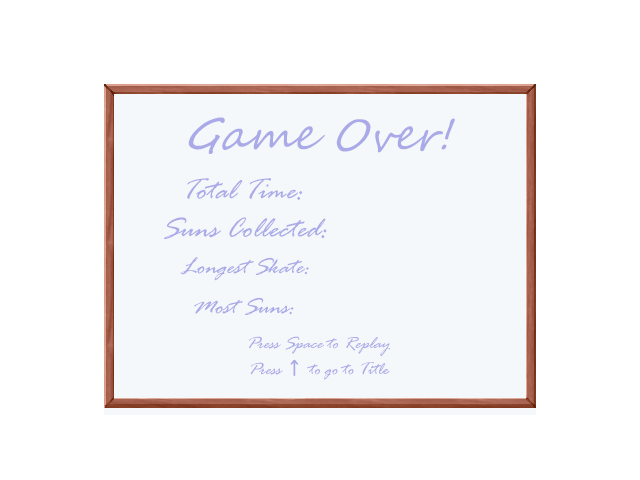 Game Over!
Total Time:
Suns Collected:
Longest Skate:
Most Suns:
Press Space to Replay
Press ↑ to go to Title